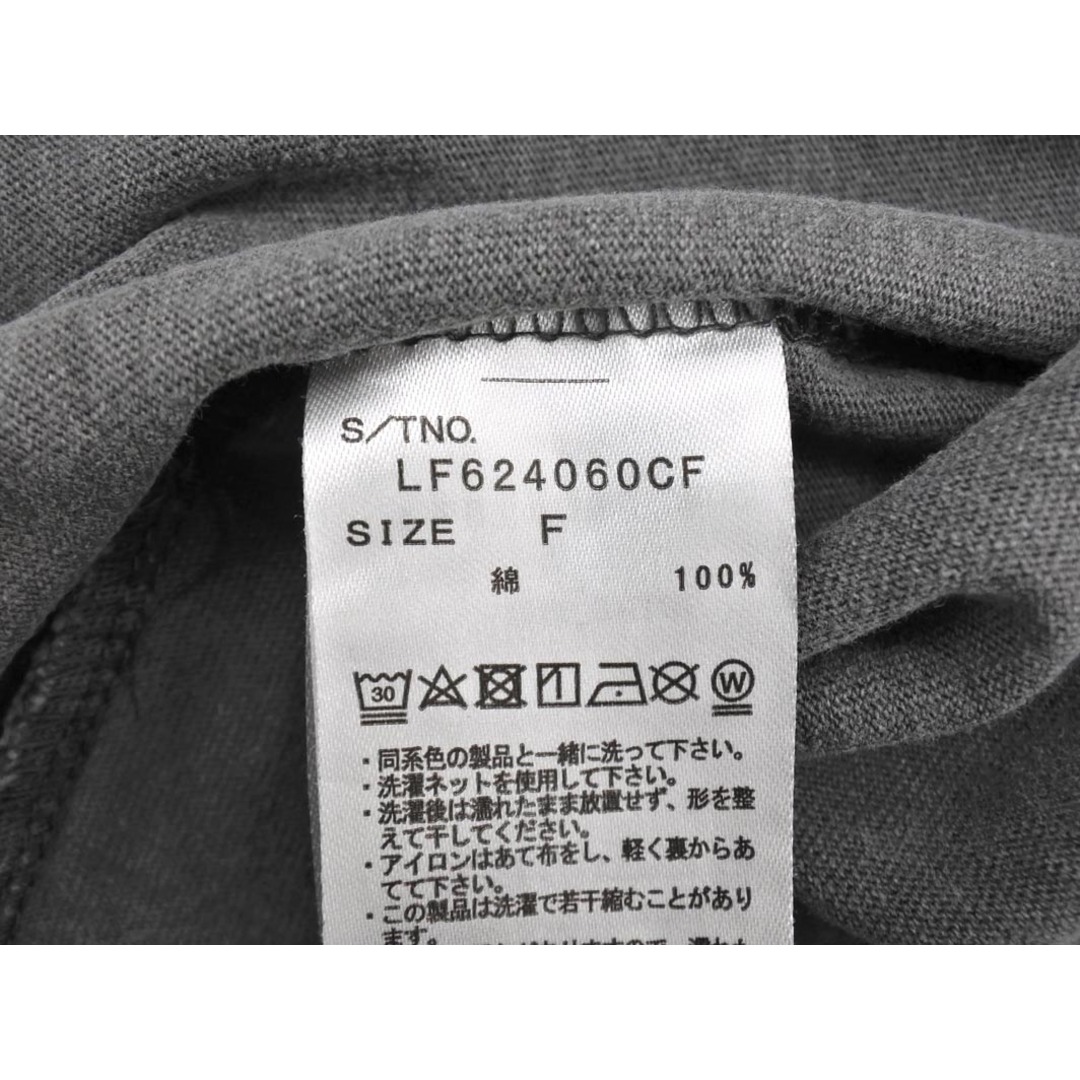 S/TNO.
LF624060CF
SIZE F
綿 100%
30 W
・同系色の製品と一緒に洗って下さい。
・洗濯ネットを使用して下さい。
・洗濯後は濡れたまま放置せず、形を整
えて干してください。
・アイロンはあて布をし、軽く裏からあ
てて下さい。
・この製品は洗濯で若干縮むことがあり
ます。